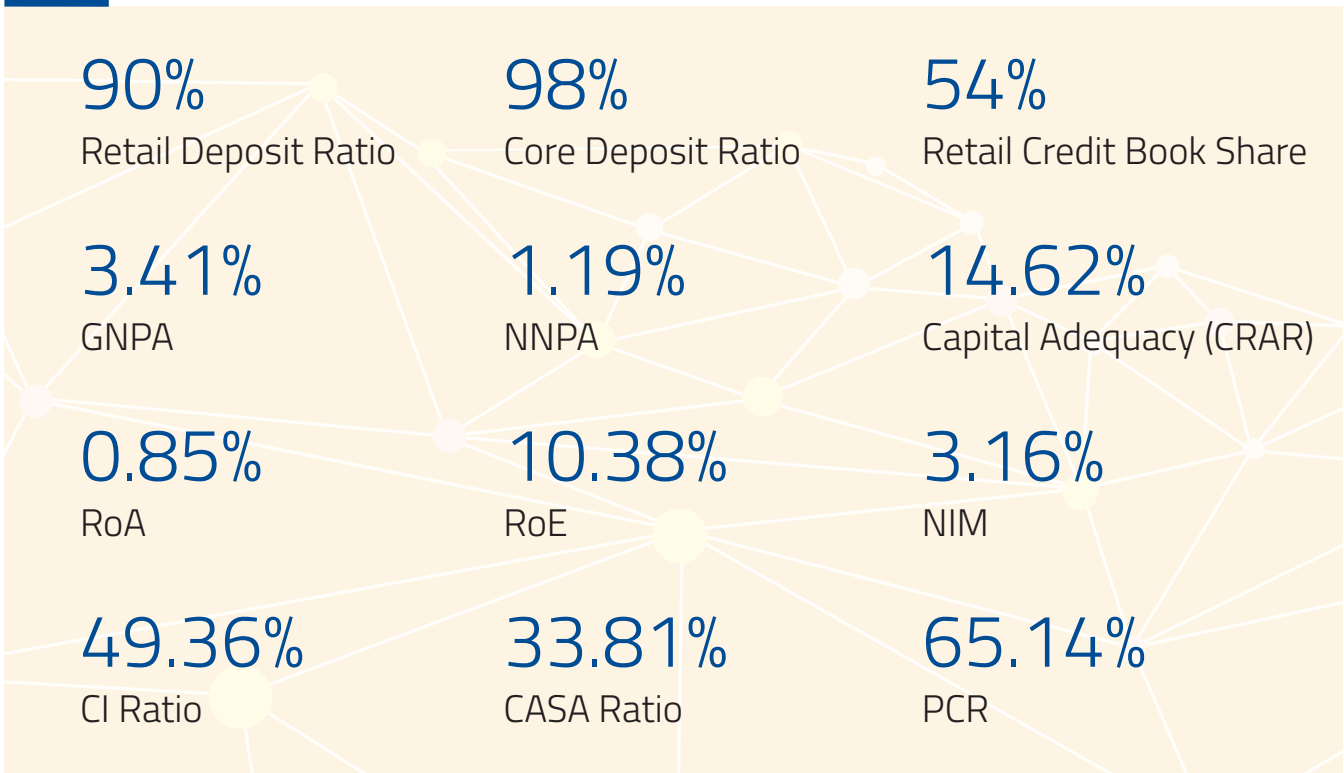 90%
Retail Deposit Ratio
98%
Core Deposit Ratio
54%
Retail Credit Book Share
3.41%
GNPA
1.19%
NNPA
14.62%
Capital Adequacy (CRAR)
0.85%
RoA
10.38%
RoE
3.16%
NIM
49.36%
CI Ratio
33.81%
CASA Ratio
65.14%
PCR